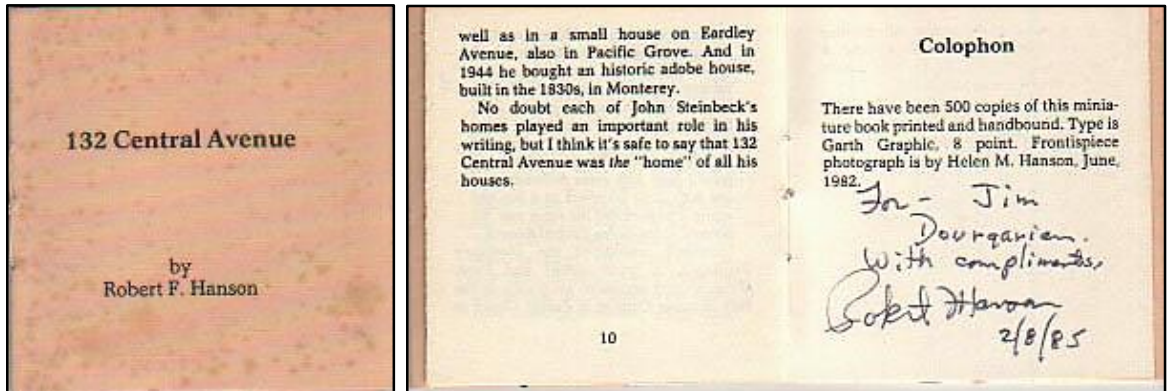 132 Central Avenue
by
Robert F. Hanson
well as in a small house on Eardley
Avenue, also in Pacific Grove. And in
1944 he bought an historic adobe house,
built in the 1830s, in Monterey.
No doubt each of John Steinbeck's
homes played an important role in his
writing, but I think it's safe to say that 132
Central Avenue was the "home" of all his
houses.
10
Colophon
There have been 500 copies of this minia-
ture book printed and handbound. Type is
Garth Graphic, 8 point. Frontispiece
photograph is by Helen M. Hanson, June,
1982.
For - Jim
Dourgarian.
With compliments,
Robert Hanson
2/8/85